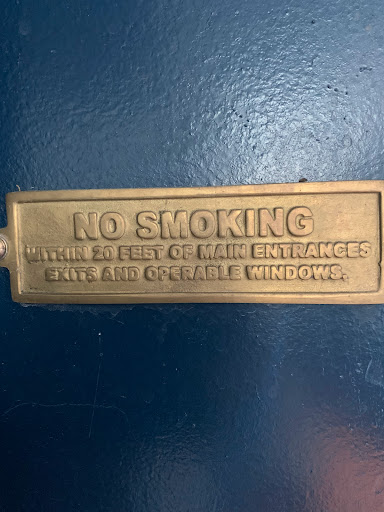 NO SMOKING
WITHIN 20 FEET OF MAIN ENTRANCES
EXITS AND OPERABLE WINDOWS.